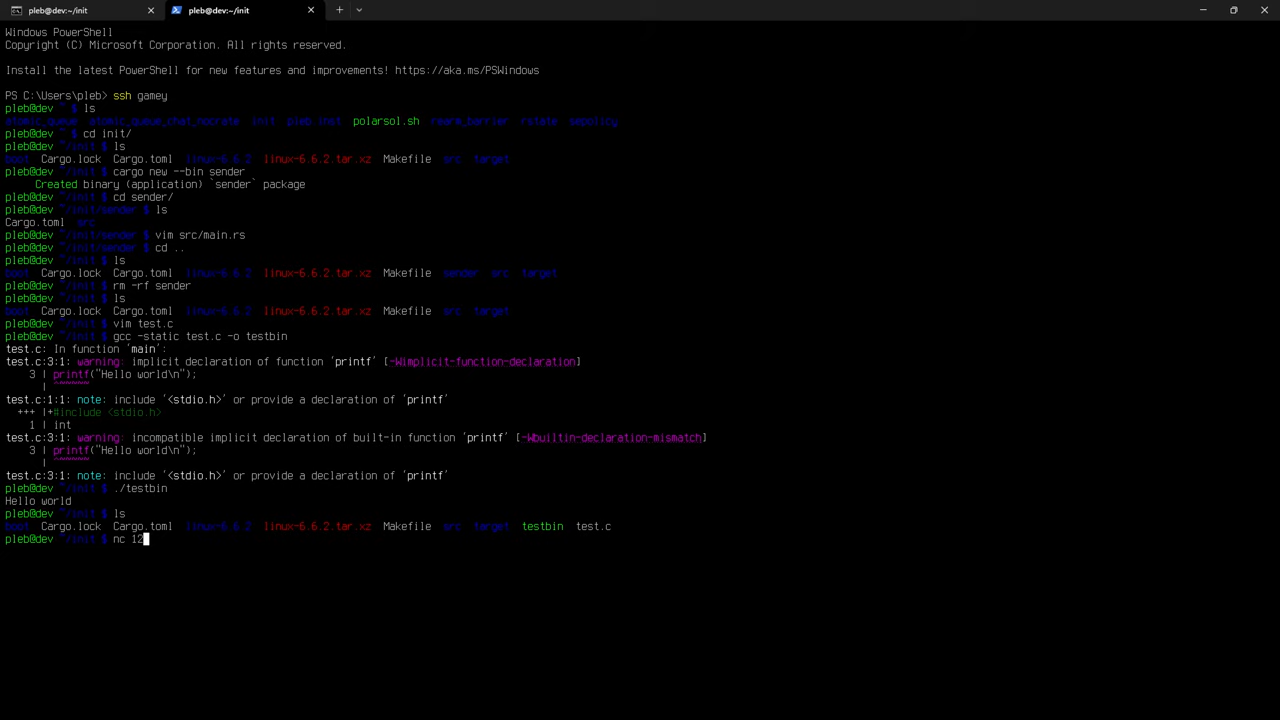 pleb@dev:~/init
pleb@dev:~/init
Windows PowerShell
Copyright (C) Microsoft Corporation. All rights reserved.
Install the latest PowerShell for new features and improvements! https://aka.ms/PSWindows
PS C:\Users\pleb> ssh gamey
pleb@dev ~ $ ls
atomic_queue atomic_queue_chat_nocrate init pleb_inot polarsol.sh rearm_barrier rstate sepolicy
pleb@dev ~ $ cd init/
pleb@dev ~/init $ ls
boot Cargo.lock Cargo.toml linux-6.6.2 linux-6.6.2.tar.xz Makefile src target
pleb@dev ~/init $ cargo new --bin sender
Created binary (application) `sender` package
pleb@dev ~/init $ cd sender/
pleb@dev ~/init/sender $ ls
Cargo.toml src
pleb@dev ~/init/sender $ vim src/main.rs
pleb@dev ~/init/sender $ cd ..
pleb@dev ~/init $ ls
boot Cargo.lock Cargo.toml linux-6.6.2 linux-6.6.2.tar.xz Makefile sender src target
pleb@dev ~/init $ rm -rf sender
pleb@dev ~/init $ ls
boot Cargo.lock Cargo.toml linux-6.6.2 linux-6.6.2.tar.xz Makefile src target
pleb@dev ~/init $ vim test.c
pleb@dev ~/init $ gcc -static test.c -o testbin
test.c: In function 'main':
test.c:3:1: warning: implicit declaration of function 'printf' [-Wimplicit-function-declaration]
3 | printf("Hello world\n");
| ^~~~~~
test.c:1:1: note: include '<stdio.h>' or provide a declaration of 'printf'
+++ |+#include <stdio.h>
1 | int
test.c:3:1: warning: incompatible implicit declaration of built-in function 'printf' [-Wbuiltin-declaration-mismatch]
3 | printf("Hello world\n");
| ^~~~~~
test.c:3:1: note: include '<stdio.h>' or provide a declaration of 'printf'
pleb@dev ~/init $ ./testbin
Hello world
pleb@dev ~/init $ ls
boot Cargo.lock Cargo.toml linux-6.6.2 linux-6.6.2.tar.xz Makefile src target testbin test.c
pleb@dev ~/init $ nc 12